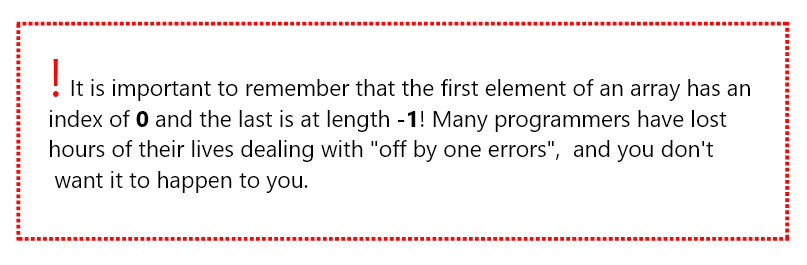 ! It is important to remember that the first element of an array has an
index of 0 and the last is at length -1! Many programmers have lost
hours of their lives dealing with "off by one errors", and you don't
want it to happen to you.